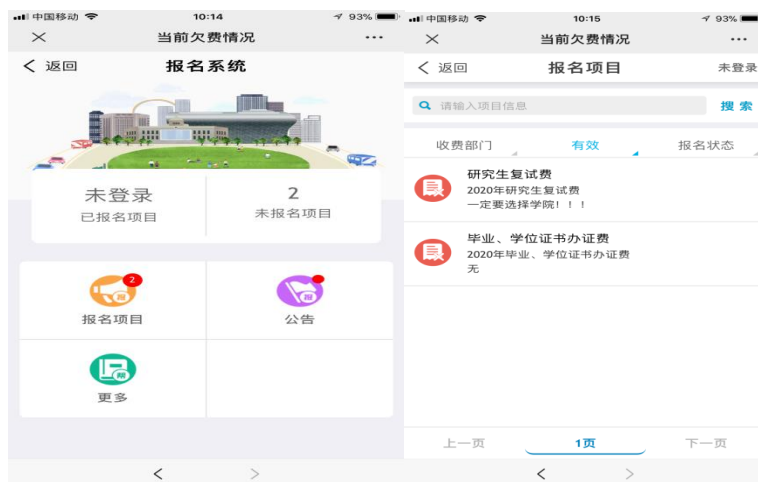 中国移动
10:14
93%
当前欠费情况
返回
报名系统
未登录
已报名项目
2
未报名项目
2
报
报名项目
报
公告
帮
更多
中国移动
10:15
93%
当前欠费情况
返回
报名项目
未登录
请输入项目信息
搜 索
收费部门
有效
报名状态
研究生复试费
2020年研究生复试费
一定要选择学院！！！
毕业、学位证书办证费
2020年毕业、学位证书办证费
无
上一页
1页
下一页